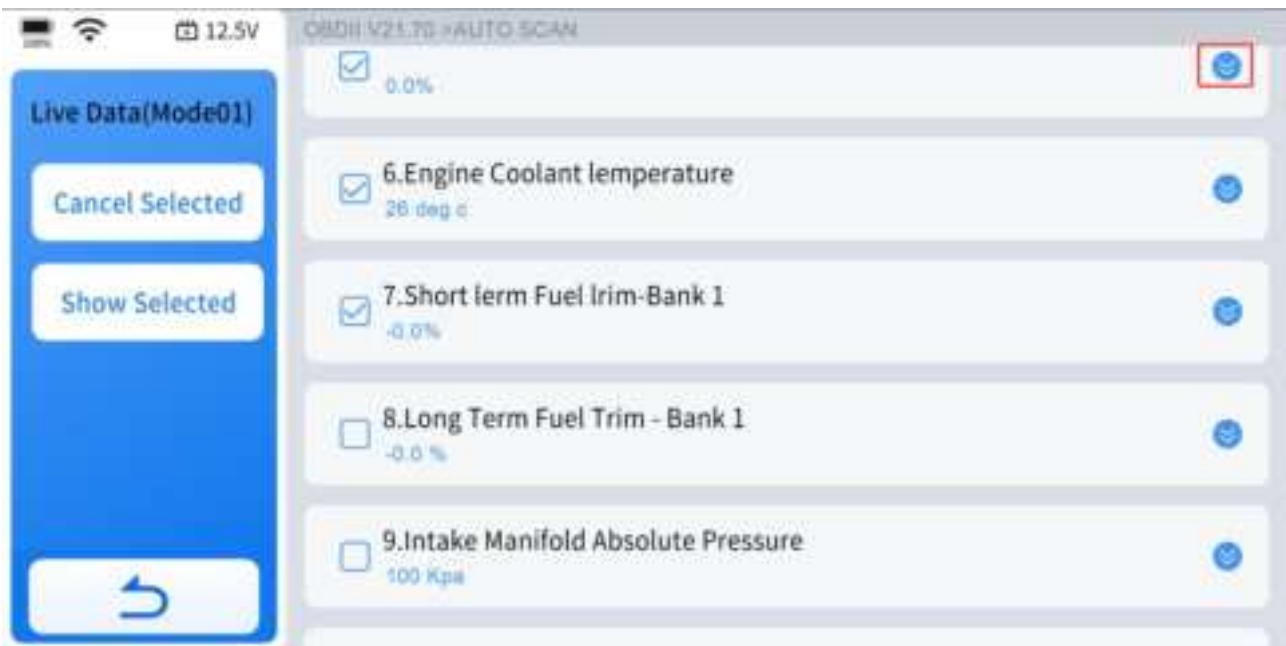 12.5V
OBDII V21.70 >AUTO SCAN
Live Data(Mode01)
Cancel Selected
Show Selected
0.0%
6.Engine Coolant lemperature
26 deg c
7.Short lerm Fuel lrim-Bank 1
-0.0%
8.Long Term Fuel Trim - Bank 1
-0.0 %
9.Intake Manifold Absolute Pressure
100 Kpa